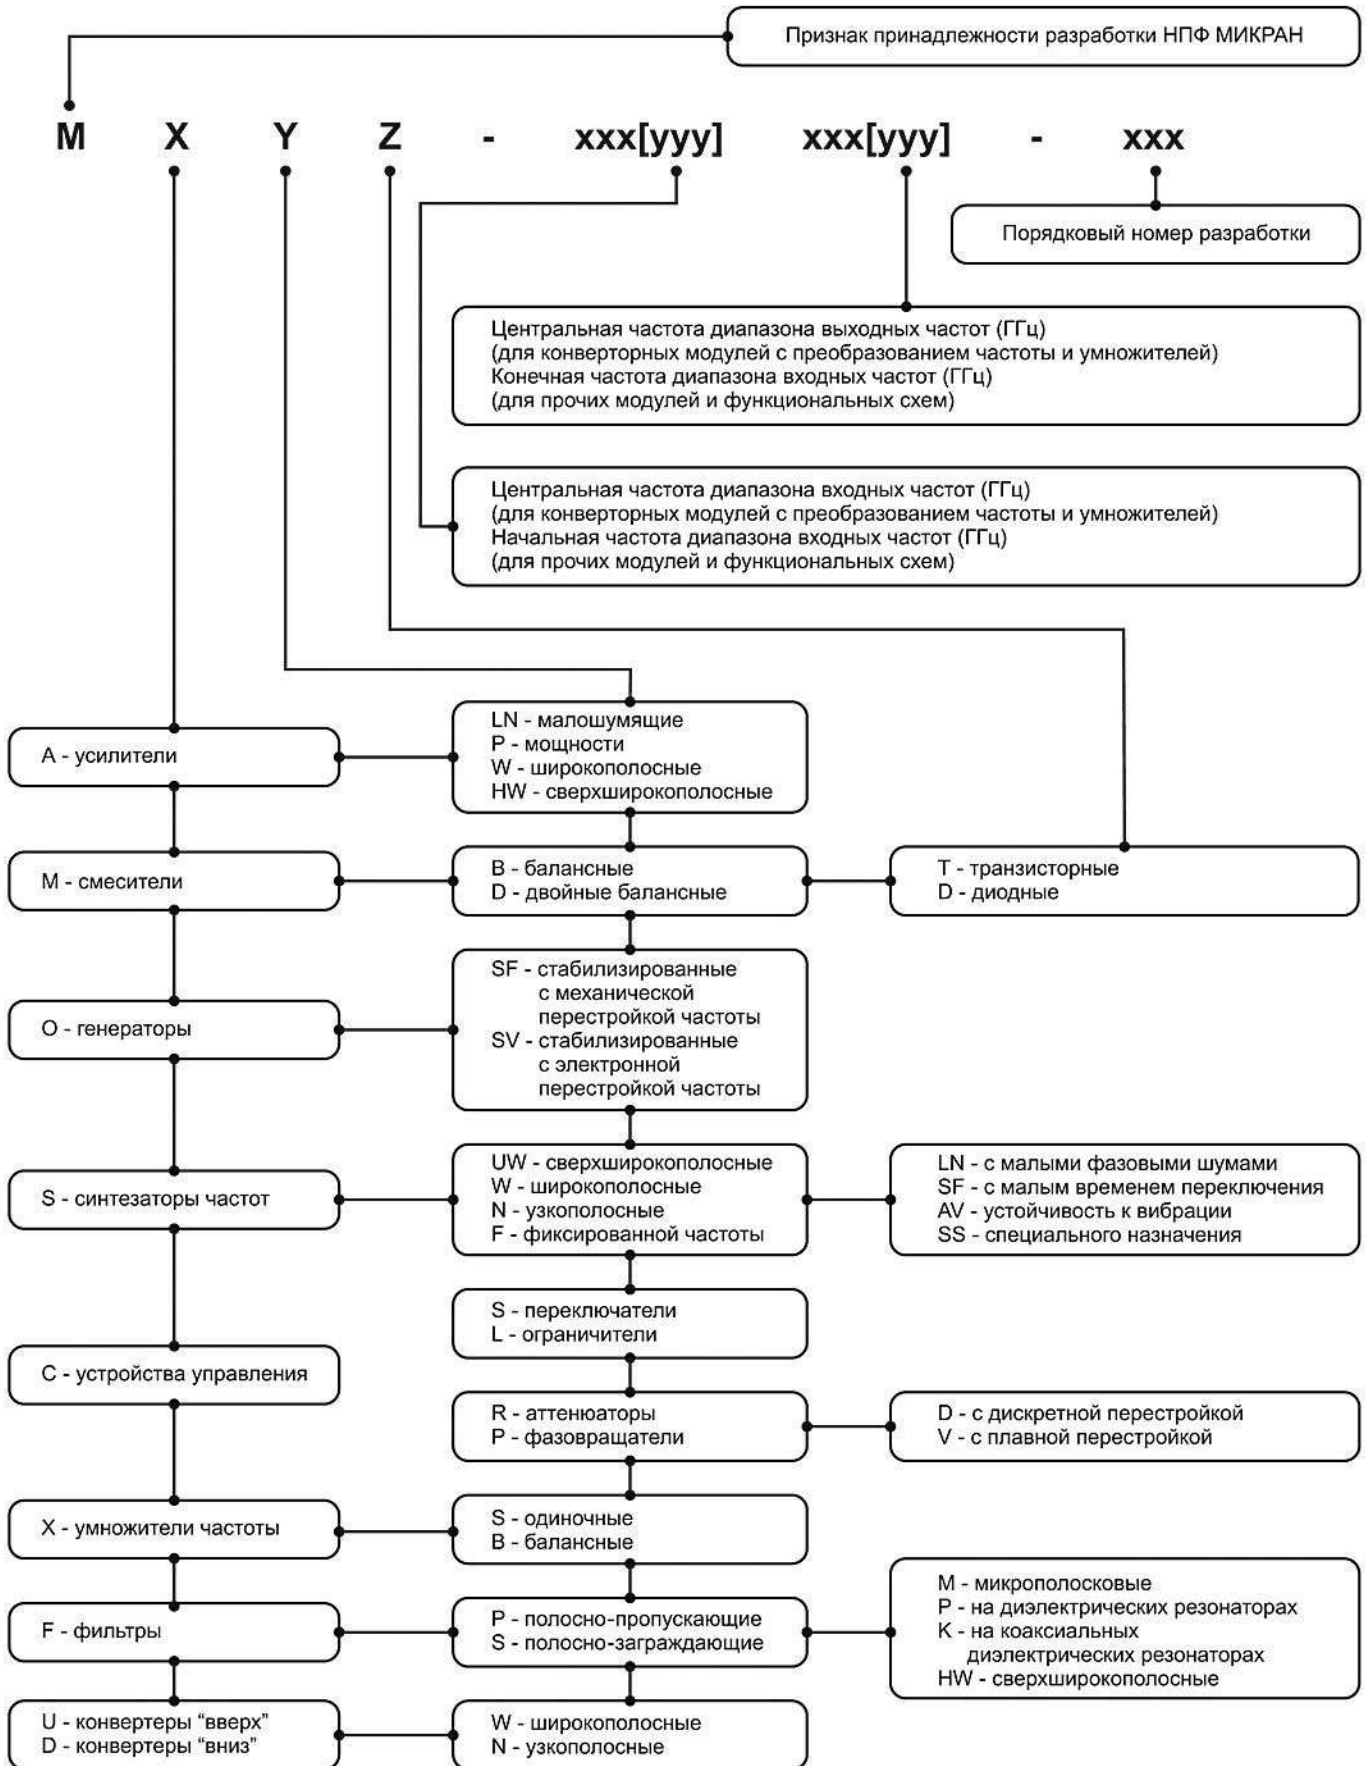 Признак принадлежности разработки НПФ МИКРАН
M X Y Z - xxx[yyy] xxx[yyy] - xxx
Порядковый номер разработки
Центральная частота диапазона выходных частот (ГГц)
(для конверторных модулей с преобразованием частоты и умножителей)
Конечная частота диапазона входных частот (ГГц)
(для прочих модулей и функциональных схем)
Центральная частота диапазона входных частот (ГГц)
(для конверторных модулей с преобразованием частоты и умножителей)
Начальная частота диапазона входных частот (ГГц)
(для прочих модулей и функциональных схем)
A - усилители
LN - малошумящие
P - мощности
W - широкополосные
HW - сверхширокополосные
M - смесители
B - балансные
D - двойные балансные
T - транзисторные
D - диодные
O - генераторы
SF - стабилизированные
с механической
перестройкой частоты
SV - стабилизированные
с электронной
перестройкой частоты
S - синтезаторы частот
UW - сверхширокополосные
W - широкополосные
N - узкополосные
F - фиксированной частоты
LN - с малыми фазовыми шумами
SF - с малым временем переключения
AV - устойчивость к вибрации
SS - специального назначения
S - переключатели
L - ограничители
C - устройства управления
R - аттенюаторы
P - фазовращатели
D - с дискретной перестройкой
V - с плавной перестройкой
X - умножители частоты
S - одиночные
B - балансные
F - фильтры
P - полосно-пропускающие
S - полосно-заграждающие
M - микрополосковые
P - на диэлектрических резонаторах
K - на коаксиальных
диэлектрических резонаторах
HW - сверхширокополосные
U - конвертеры “вверх”
D - конвертеры “вниз”
W - широкополосные
N - узкополосные